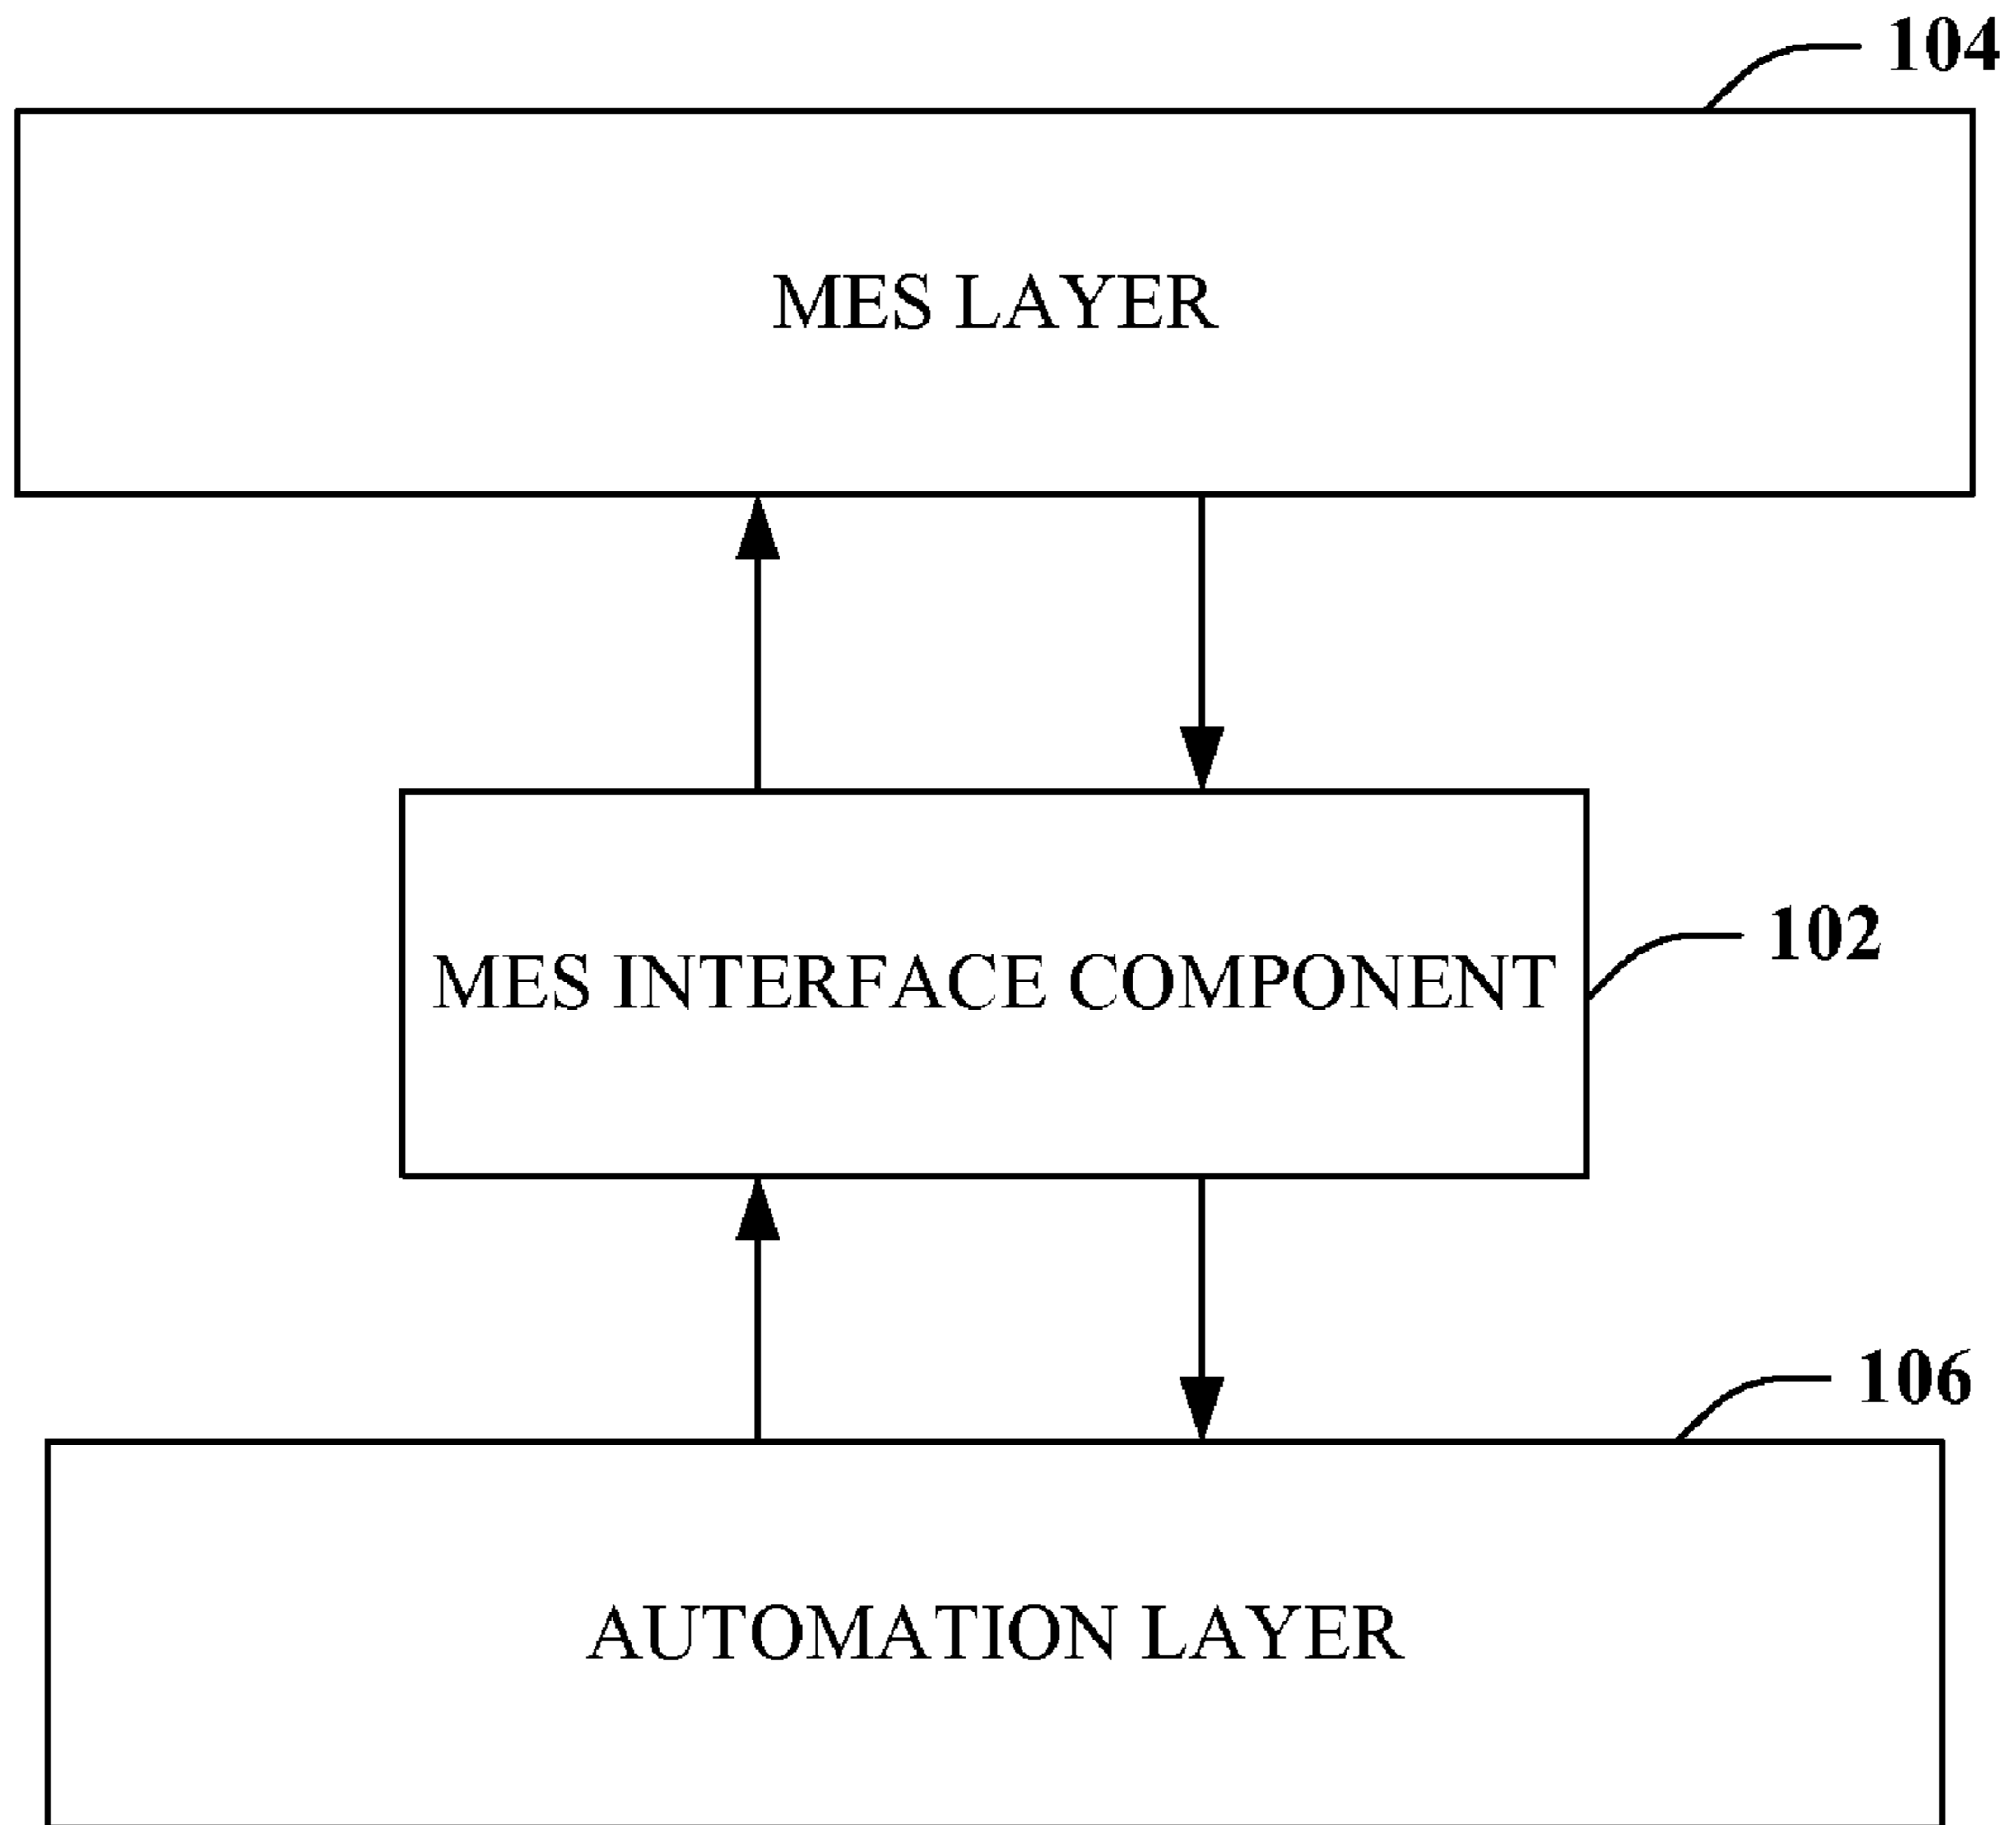 104
MES LAYER
MES INTERFACE COMPONENT
102
106
AUTOMATION LAYER